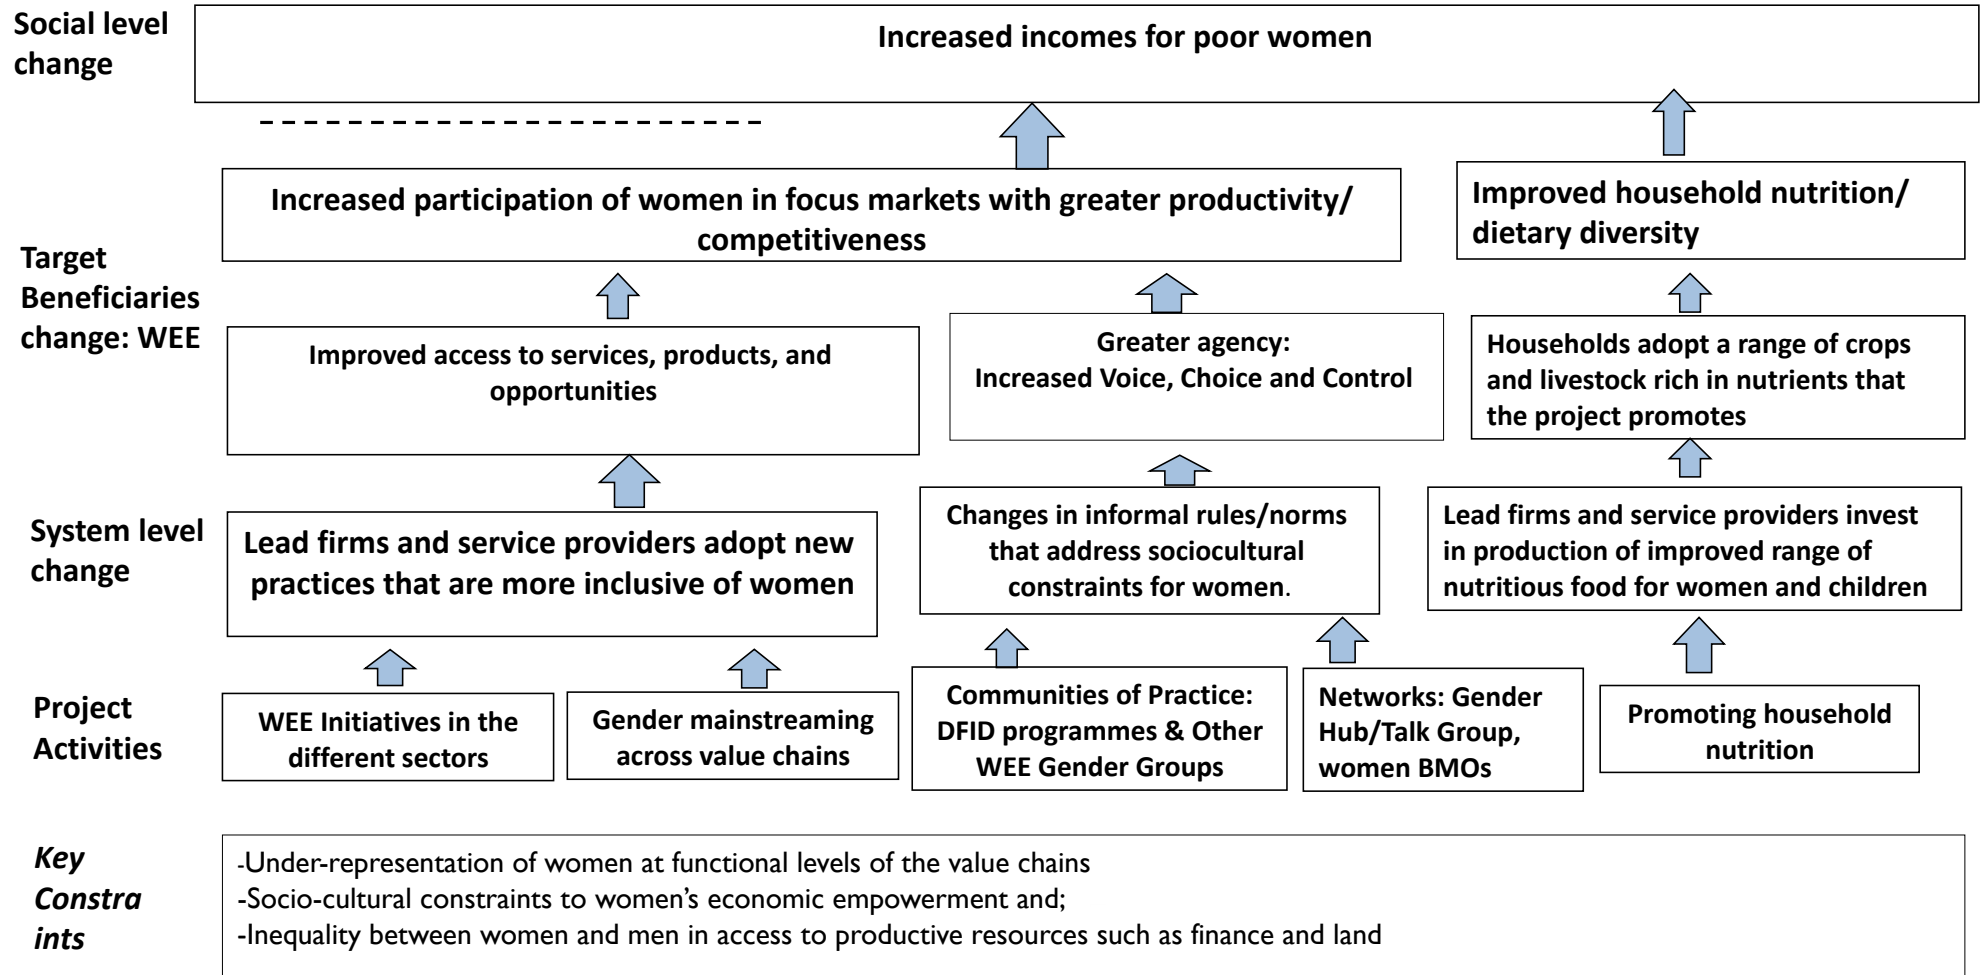 Social level
change
Increased incomes for poor women
Increased participation of women in focus markets with greater productivity/
competitiveness
Improved household nutrition/
dietary diversity
Target
Beneficiaries
change: WEE
Improved access to services, products, and
opportunities
Greater agency:
Increased Voice, Choice and Control
Households adopt a range of crops
and livestock rich in nutrients that
the project promotes
System level
change
Lead firms and service providers adopt new
practices that are more inclusive of women
Changes in informal rules/norms
that address sociocultural
constraints for women.
Lead firms and service providers invest
in production of improved range of
nutritious food for women and children
Project
Activities
WEE Initiatives in the
different sectors
Gender mainstreaming
across value chains
Communities of Practice:
DFID programmes & Other
WEE Gender Groups
Networks: Gender
Hub/Talk Group,
women BMOs
Promoting household
nutrition
Key
Constra
ints
-Under-representation of women at functional levels of the value chains
-Socio-cultural constraints to women’s economic empowerment and;
-Inequality between women and men in access to productive resources such as finance and land